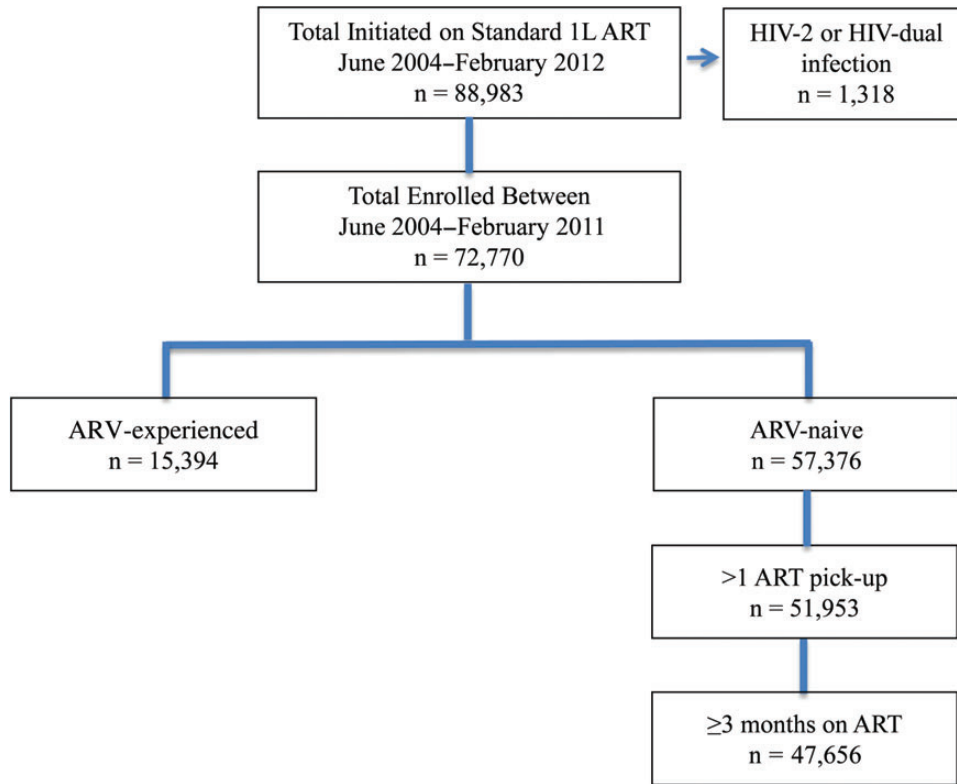 Total Initiated on Standard 1L ART
June 2004–February 2012
n = 88,983
HIV-2 or HIV-dual
infection
n = 1,318
Total Enrolled Between
June 2004–February 2011
n = 72,770
ARV-experienced
n = 15,394
ARV-naive
n = 57,376
>1 ART pick-up
n = 51,953
≥3 months on ART
n = 47,656